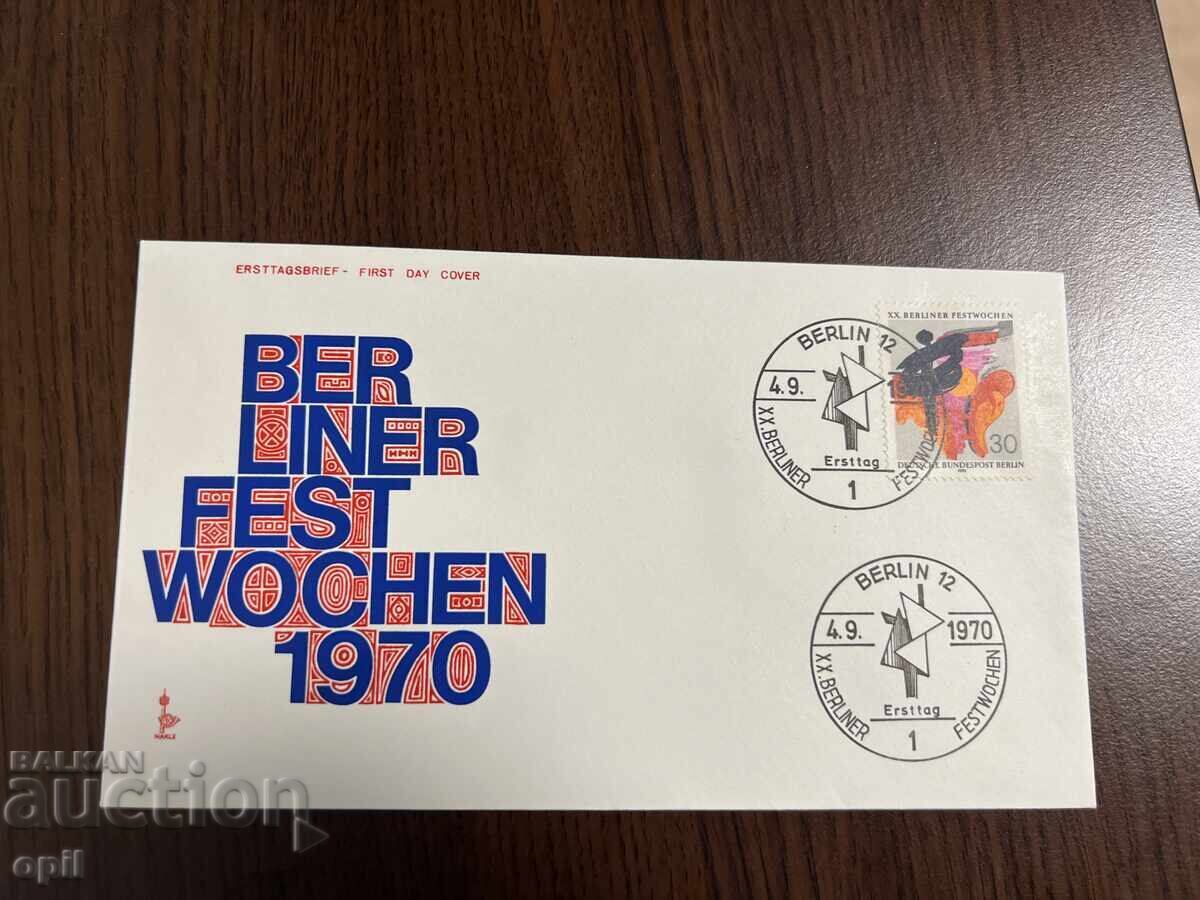 ERSTTAGSBRIEF - FIRST DAY COVER
BER
LINER
FEST
WOCHEN
1970
XX. BERLINER FESTWOCHEN
30
DEUTSCHE BUNDESPOST BERLIN
BERLIN 12
4.9.
Ersttag
XX. BERLINER FESTWOCHEN
1
BERLIN 12
4.9. 1970
Ersttag
XX. BERLINER FESTWOCHEN
1
BALKAN
auction
opil